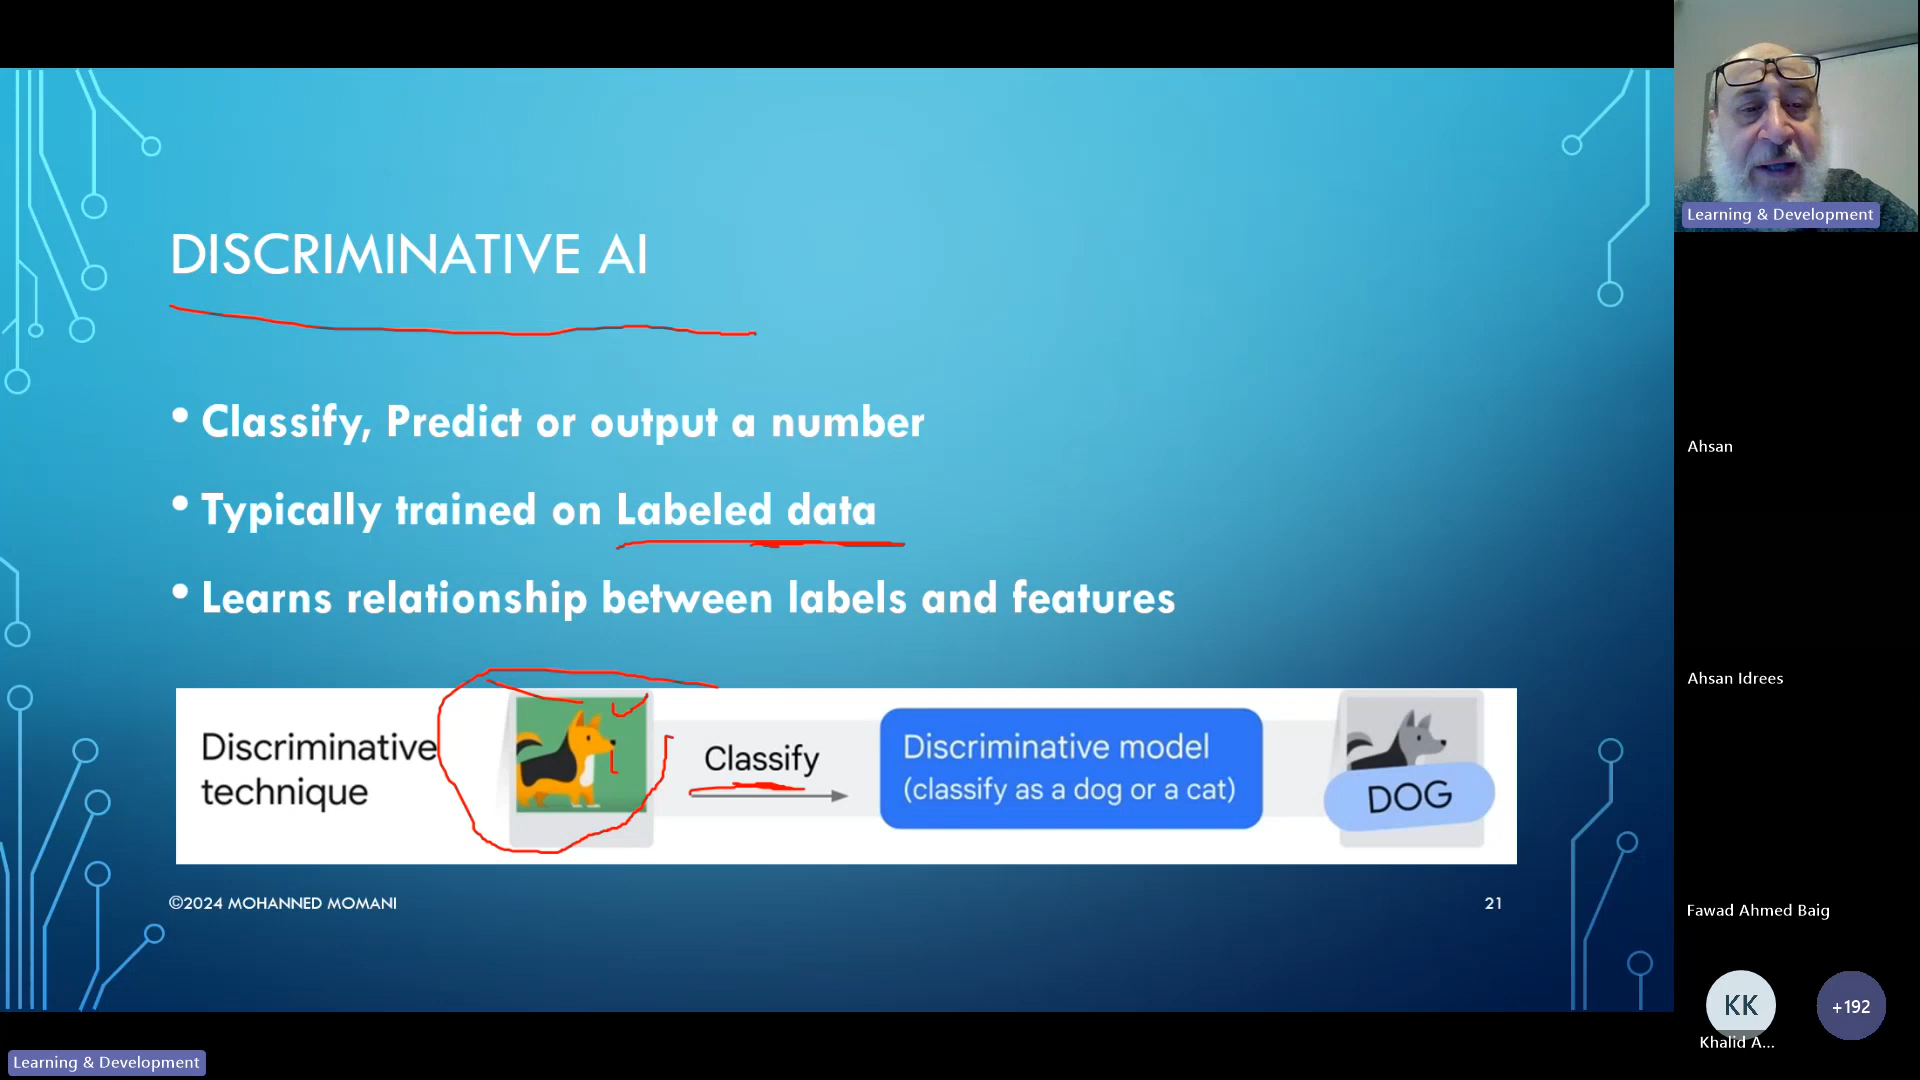 DISCRIMINATIVE AI
• Classify, Predict or output a number
• Typically trained on Labeled data
• Learns relationship between labels and features
Discriminative
technique
Classify
Discriminative model
(classify as a dog or a cat)
DOG
©2024 MOHANNED MOMANI
21
Learning & Development
Learning & Development
Ahsan
Ahsan Idrees
Fawad Ahmed Baig
KK
Khalid A...
+192